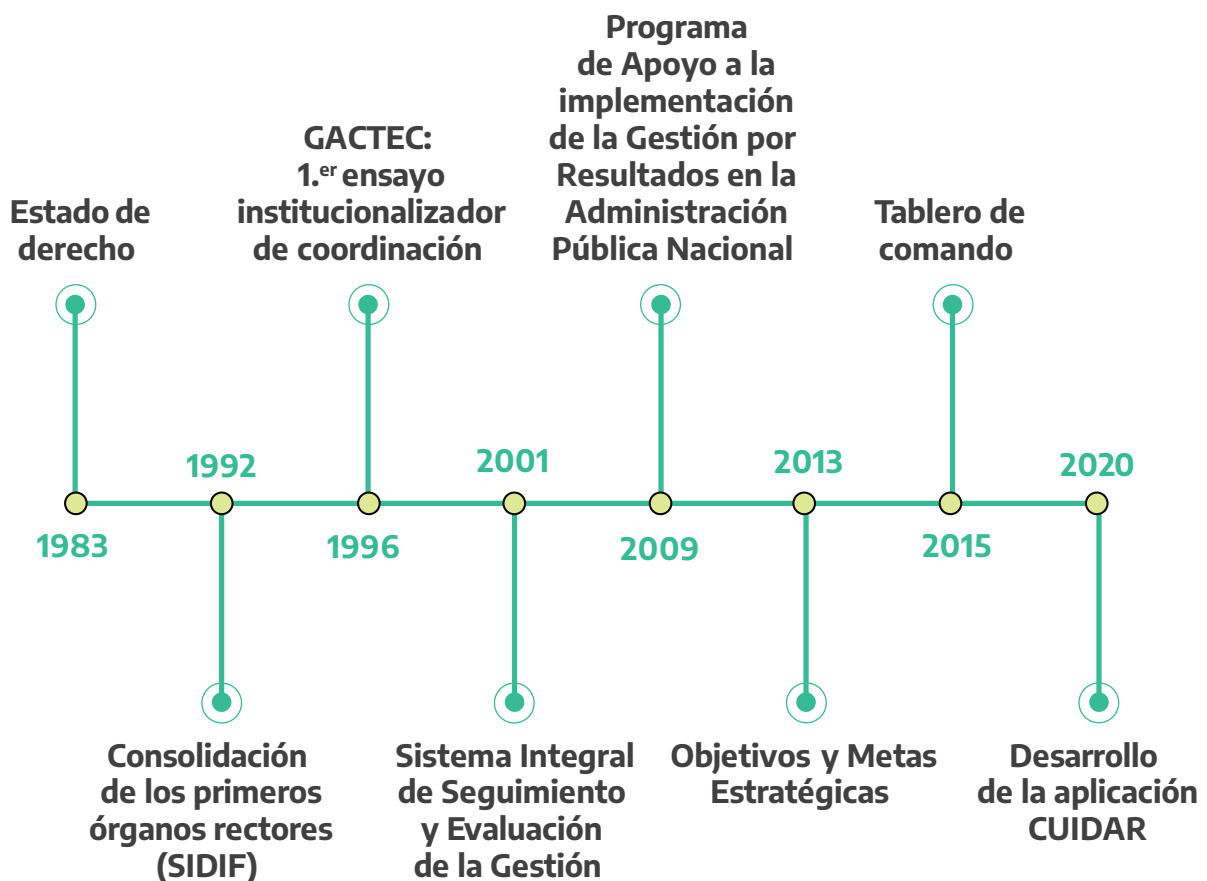 Estado de
derecho
GACTEC:
1.er ensayo
institucionalizador
de coordinación
Programa
de Apoyo a la
implementación
de la Gestión por
Resultados en la
Administración
Pública Nacional
Tablero de
comando
1992
2001
2013
2020
1983
1996
2009
2015
Consolidación
de los primeros
órganos rectores
(SIDIF)
Sistema Integral
de Seguimiento
y Evaluación
de la Gestión
Objetivos y Metas
Estratégicas
Desarrollo
de la aplicación
CUIDAR